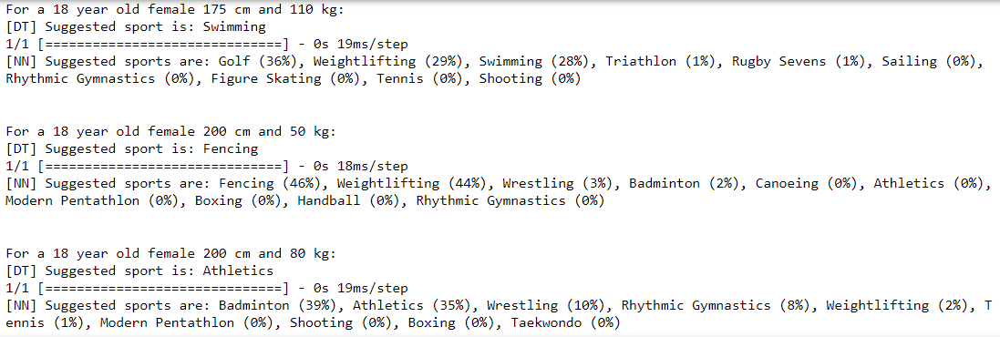 For a 18 year old female 175 cm and 110 kg:
[DT] Suggested sport is: Swimming
1/1 [==============================] - 0s 19ms/step
[NN] Suggested sports are: Golf (36%), Weightlifting (29%), Swimming (28%), Triathlon (1%), Rugby Sevens (1%), Sailing (0%),
Rhythmic Gymnastics (0%), Figure Skating (0%), Tennis (0%), Shooting (0%)
For a 18 year old female 200 cm and 50 kg:
[DT] Suggested sport is: Fencing
1/1 [==============================] - 0s 18ms/step
[NN] Suggested sports are: Fencing (46%), Weightlifting (44%), Wrestling (3%), Badminton (2%), Canoeing (0%), Athletics (0%),
Modern Pentathlon (0%), Boxing (0%), Handball (0%), Rhythmic Gymnastics (0%)
For a 18 year old female 200 cm and 80 kg:
[DT] Suggested sport is: Athletics
1/1 [==============================] - 0s 19ms/step
[NN] Suggested sports are: Badminton (39%), Athletics (35%), Wrestling (10%), Rhythmic Gymnastics (8%), Weightlifting (2%), T
ennis (1%), Modern Pentathlon (0%), Shooting (0%), Boxing (0%), Taekwondo (0%)